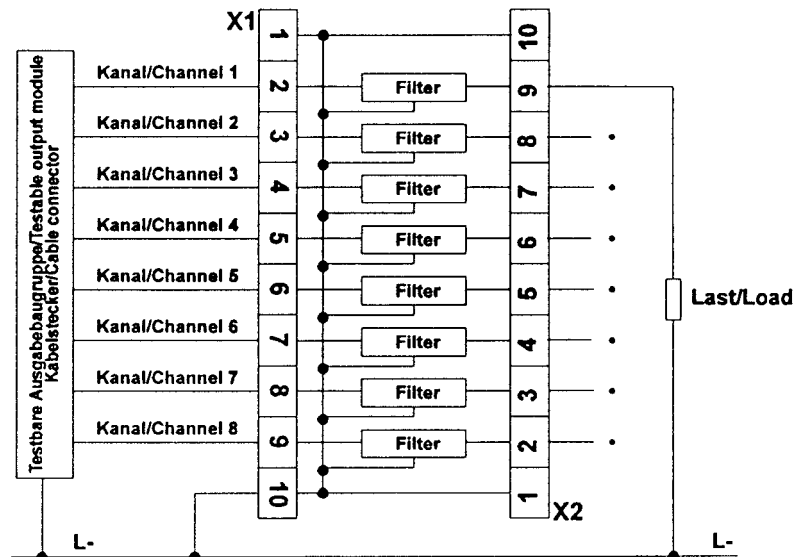 X1
1
10
Kanal/Channel 1
2
Filter
9
Kanal/Channel 2
3
Filter
8
Kanal/Channel 3
4
Filter
7
Kanal/Channel 4
5
Filter
6
Kanal/Channel 5
6
Filter
5
Kanal/Channel 6
7
Filter
4
Kanal/Channel 7
8
Filter
3
Kanal/Channel 8
9
Filter
2
10
1
X2
Testbare Ausgabebaugruppe/Testable output module
Kabelstecker/Cable connector
Last/Load
L-
L-